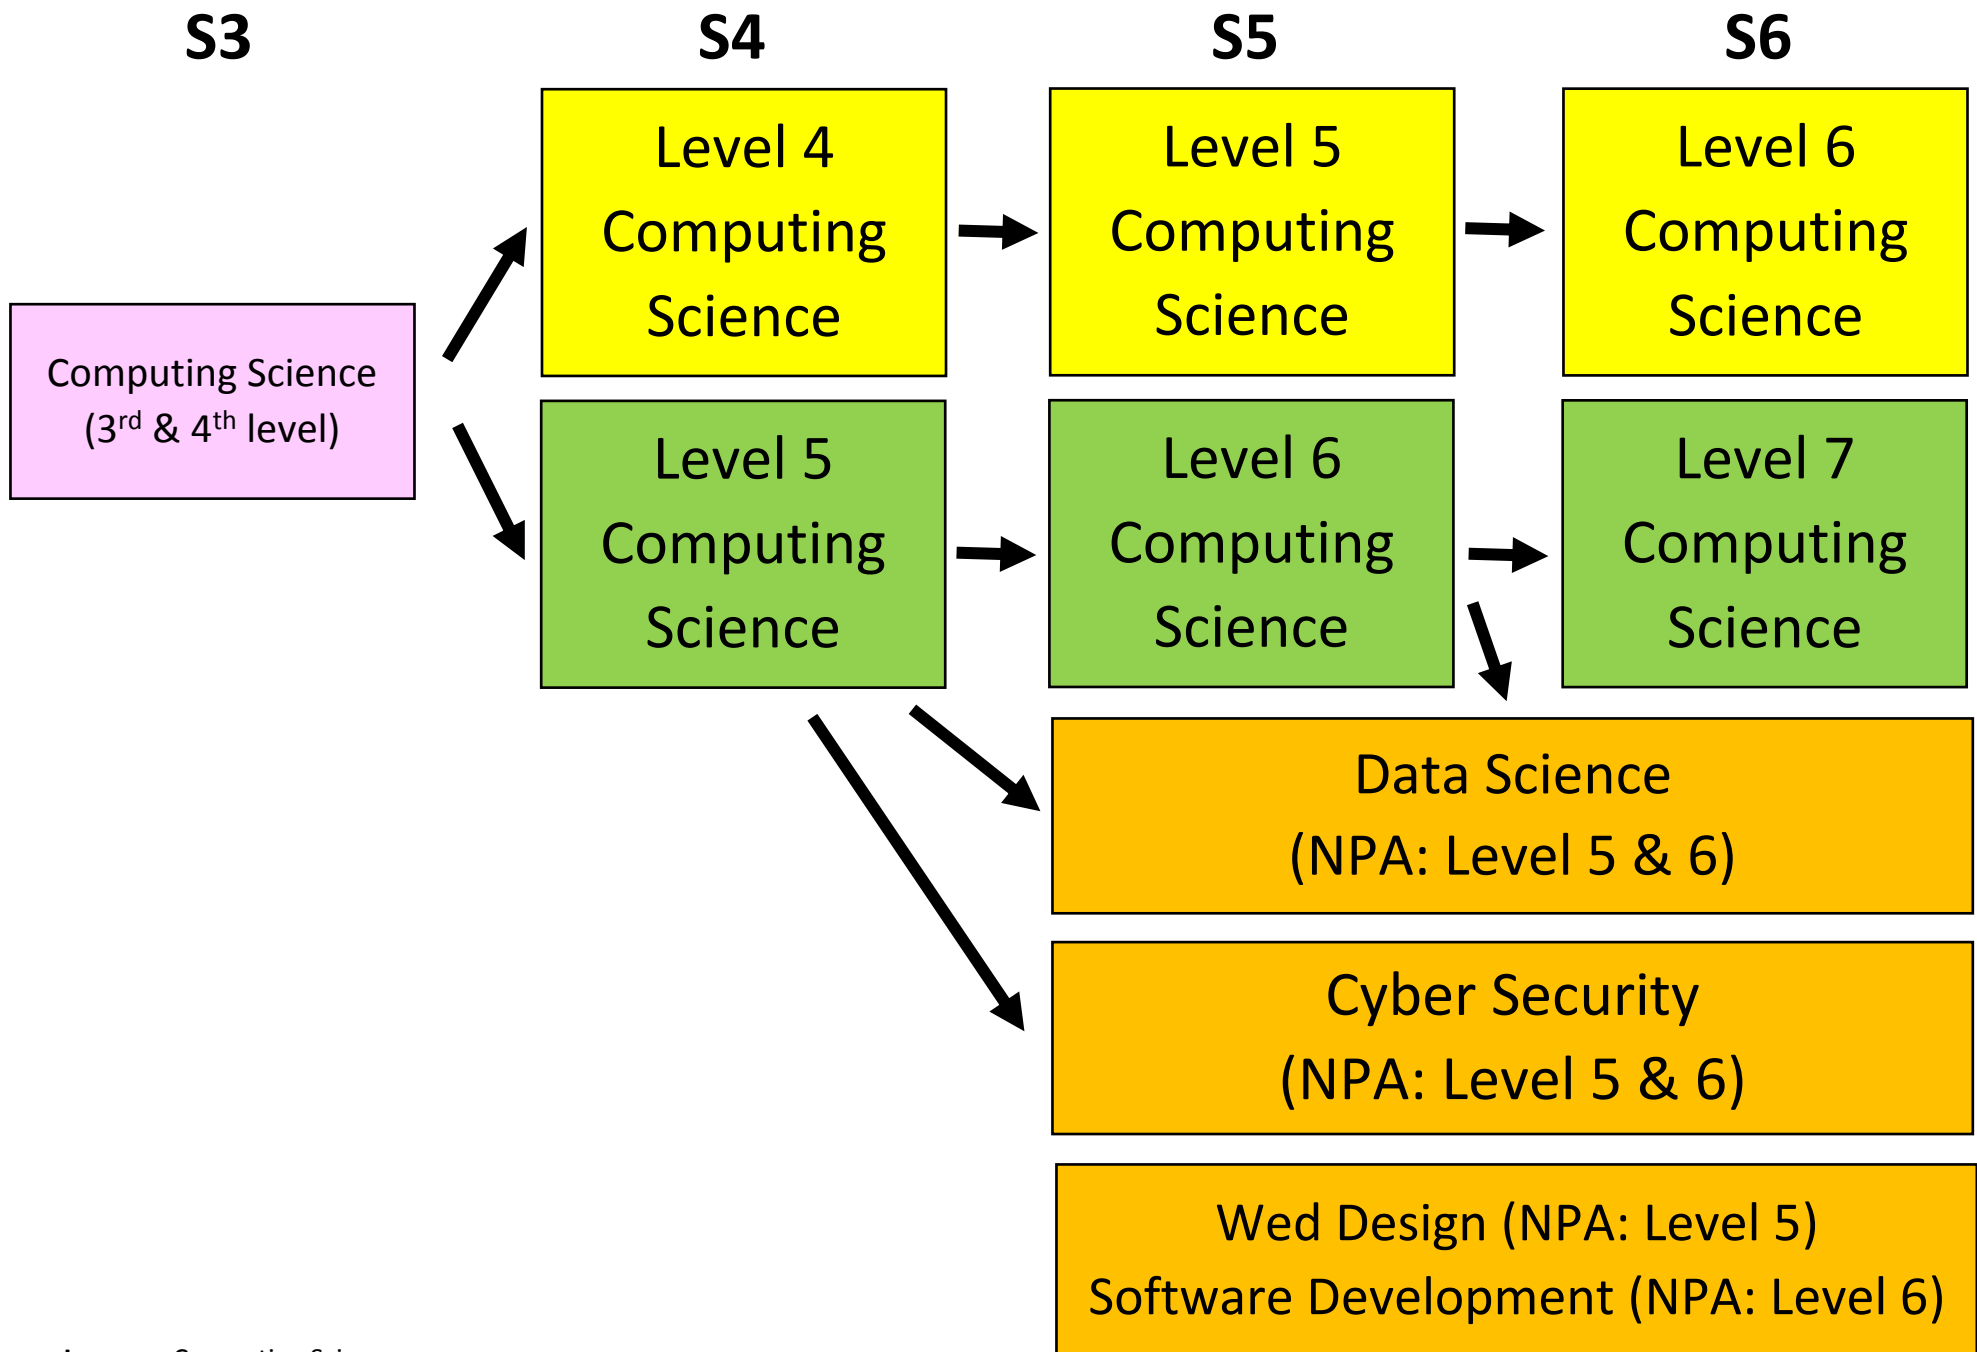 S3
S4
S5
S6
Level 4
Computing
Science
Level 5
Computing
Science
Level 6
Computing
Science
Computing Science
(3rd & 4th level)
Level 5
Computing
Science
Level 6
Computing
Science
Level 7
Computing
Science
Data Science
(NPA: Level 5 & 6)
Cyber Security
(NPA: Level 5 & 6)
Wed Design (NPA: Level 5)
Software Development (NPA: Level 6)